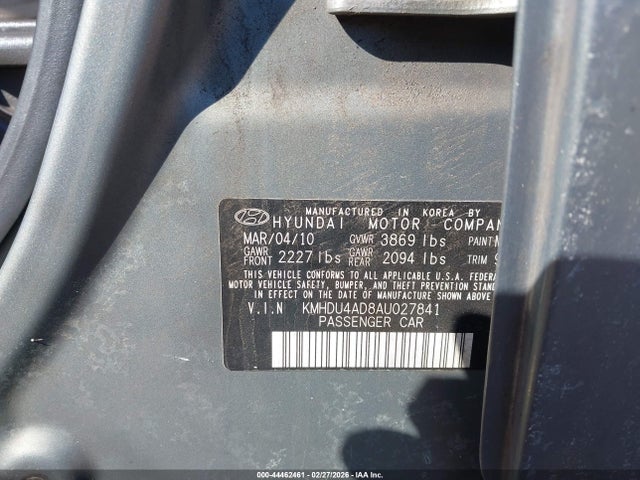 MANUFACTURED IN KOREA BY
HYUNDAI MOTOR COMPAN
MAR/04/10 GVWR 3869 lbs PAINT
GAWR FRONT 2227 lbs GAWR REAR 2094 lbs TRIM
THIS VEHICLE CONFORMS TO ALL APPLICABLE U.S.A. FEDERA
MOTOR VEHICLE SAFETY, BUMPER, AND THEFT PREVENTION STAN
IN EFFECT ON THE DATE OF MANUFACTURE SHOWN ABOVE.
V.I.N KMHDU4AD8AU027841
PASSENGER CAR
000-44462461 - 02/27/2026 - IAA Inc.